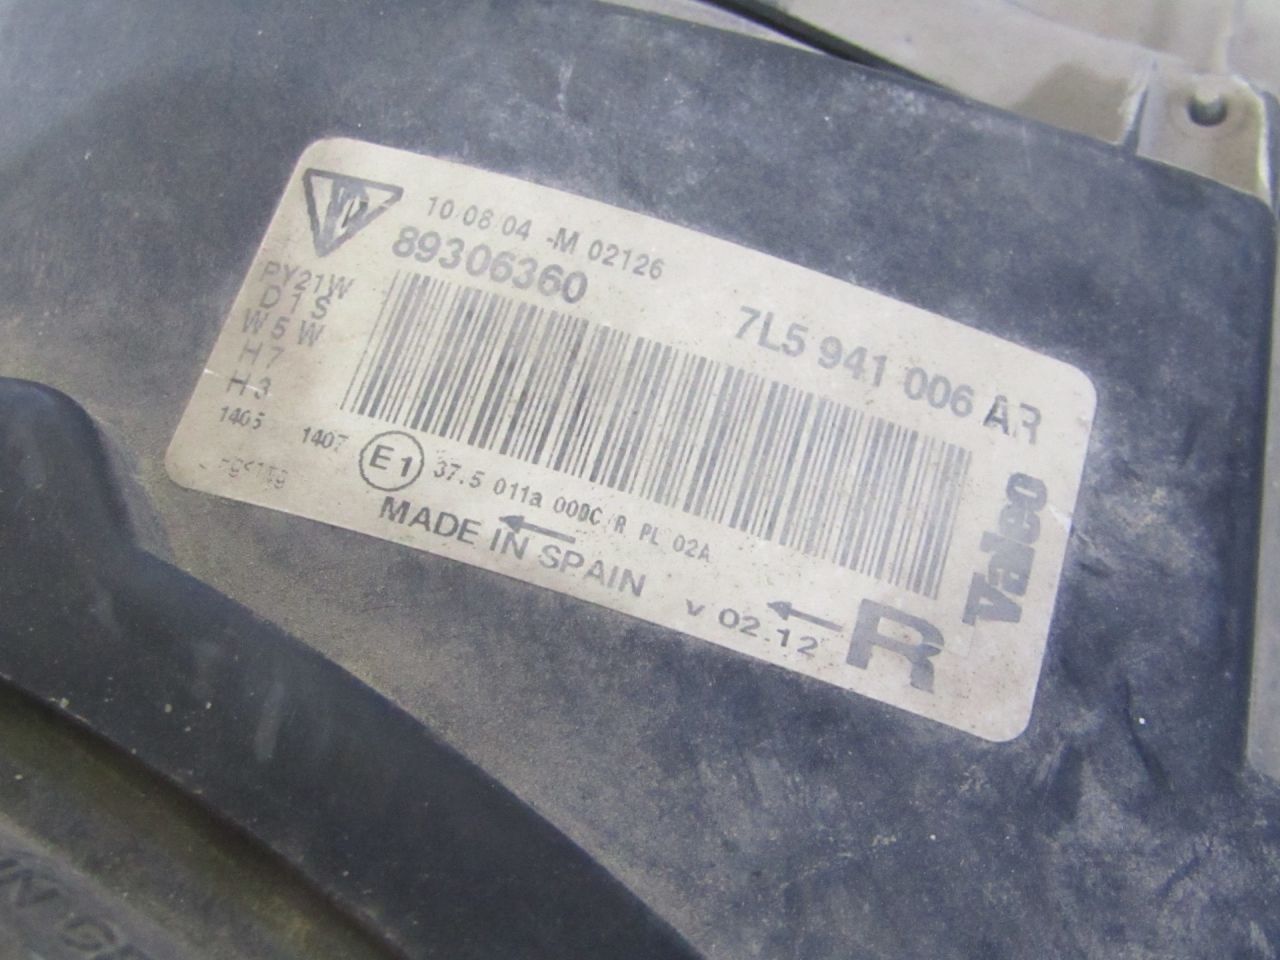 10 08 04 -M 02126
89306360
7L5 941 006 AR
PY21W
D1S
W5W
H7
H3
1405 1407
E1 37.5 011a 000C/R PL 02A
MADE IN SPAIN
v 02.12
R
Valeo